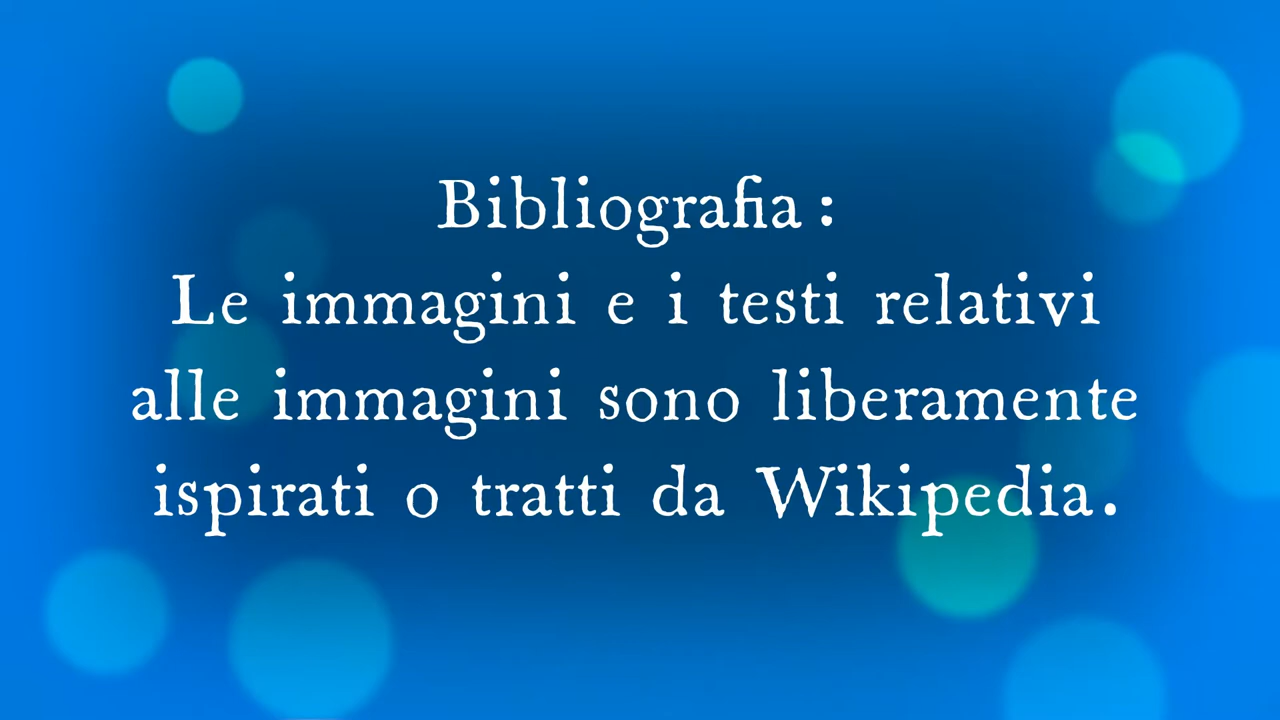 Bibliografia :
Le immagini e i testi relativi
alle immagini sono liberamente
ispirati o tratti da Wikipedia.